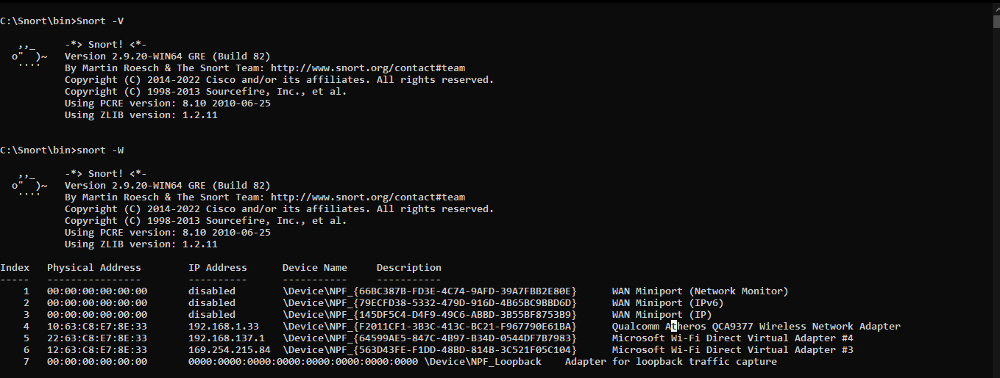 C:\Snort\bin>Snort -V
   ,,_     -*> Snort! <*-
  o"  )~   Version 2.9.20-WIN64 GRE (Build 82)
   ''''    By Martin Roesch & The Snort Team: http://www.snort.org/contact#team
           Copyright (C) 2014-2022 Cisco and/or its affiliates. All rights reserved.
           Copyright (C) 1998-2013 Sourcefire, Inc., et al.
           Using PCRE version: 8.10 2010-06-25
           Using ZLIB version: 1.2.11
C:\Snort\bin>snort -W
   ,,_     -*> Snort! <*-
  o"  )~   Version 2.9.20-WIN64 GRE (Build 82)
   ''''    By Martin Roesch & The Snort Team: http://www.snort.org/contact#team
           Copyright (C) 2014-2022 Cisco and/or its affiliates. All rights reserved.
           Copyright (C) 1998-2013 Sourcefire, Inc., et al.
           Using PCRE version: 8.10 2010-06-25
           Using ZLIB version: 1.2.11
Index   Physical Address        IP Address      Device Name     Description
-----   ----------------        ----------      -----------     -----------
    1   00:00:00:00:00:00       disabled        \Device\NPF_{66BC387B-FD3E-4C74-9AFD-39A7FBB2E80E}      WAN Miniport (Network Monitor)
    2   00:00:00:00:00:00       disabled        \Device\NPF_{79ECFD38-5332-479D-916D-4B65BC9BBD6D}      WAN Miniport (IPv6)
    3   00:00:00:00:00:00       disabled        \Device\NPF_{145DF5C4-D4F9-49C6-ABBD-3B55BF8753B9}      WAN Miniport (IP)
    4   10:63:C8:E7:8E:33       192.168.1.33    \Device\NPF_{F2011CF1-3B3C-413C-BC21-F967790E61BA}      Qualcomm Atheros QCA9377 Wireless Network Adapter
    5   22:63:C8:E7:8E:33       192.168.137.1   \Device\NPF_{64599AE5-847C-4B97-B34D-0544DF7B7983}      Microsoft Wi-Fi Direct Virtual Adapter #4
    6   12:63:C8:E7:8E:33       169.254.215.84  \Device\NPF_{563D43FE-F1DD-48BD-814B-3C521F05C104}      Microsoft Wi-Fi Direct Virtual Adapter #3
    7   00:00:00:00:00:00       0000:0000:0000:0000:0000:0000:0000:0000 \Device\NPF_Loopback    Adapter for loopback traffic capture